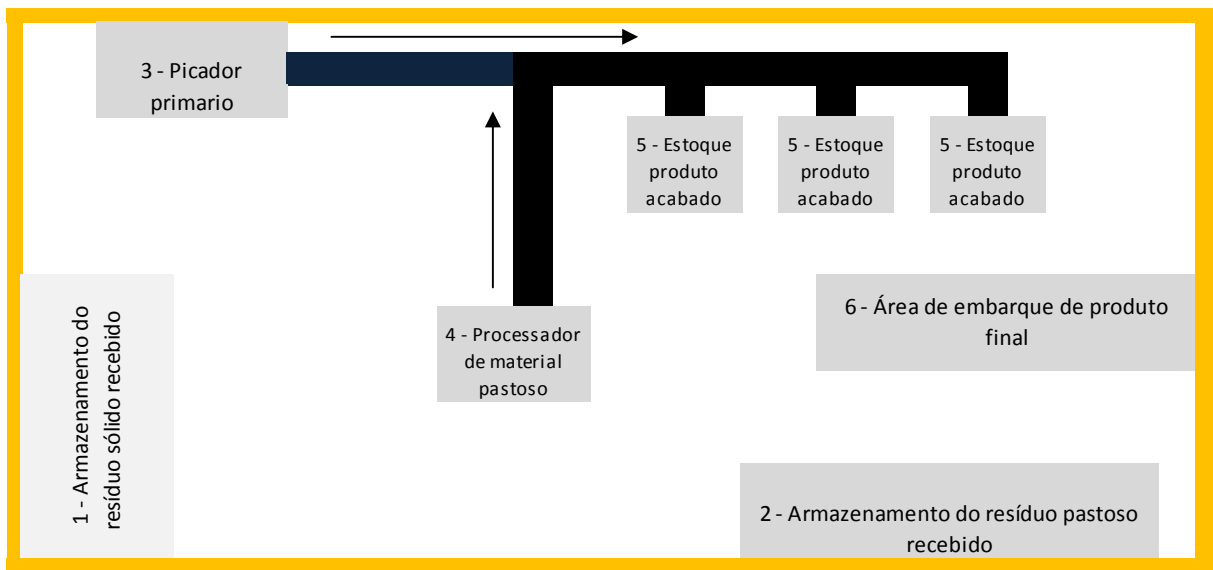 3 - Picador
primario
5 - Estoque
produto
acabado
5 - Estoque
produto
acabado
5 - Estoque
produto
acabado
6 - Área de embarque de produto
final
4 - Processador
de material
pastoso
1 - Armazenamento do
resíduo sólido recebido
2 - Armazenamento do resíduo pastoso
recebido